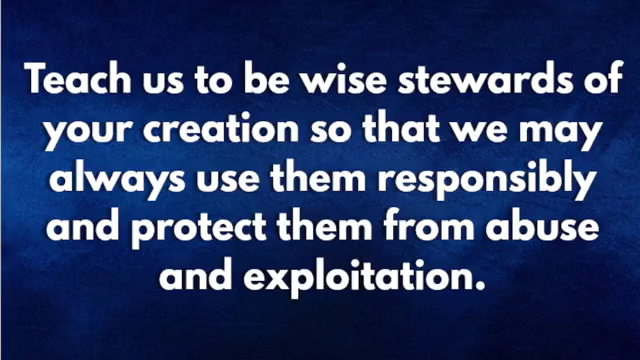 Teach us to be wise stewards of
your creation so that we may
always use them responsibly
and protect them from abuse
and exploitation.